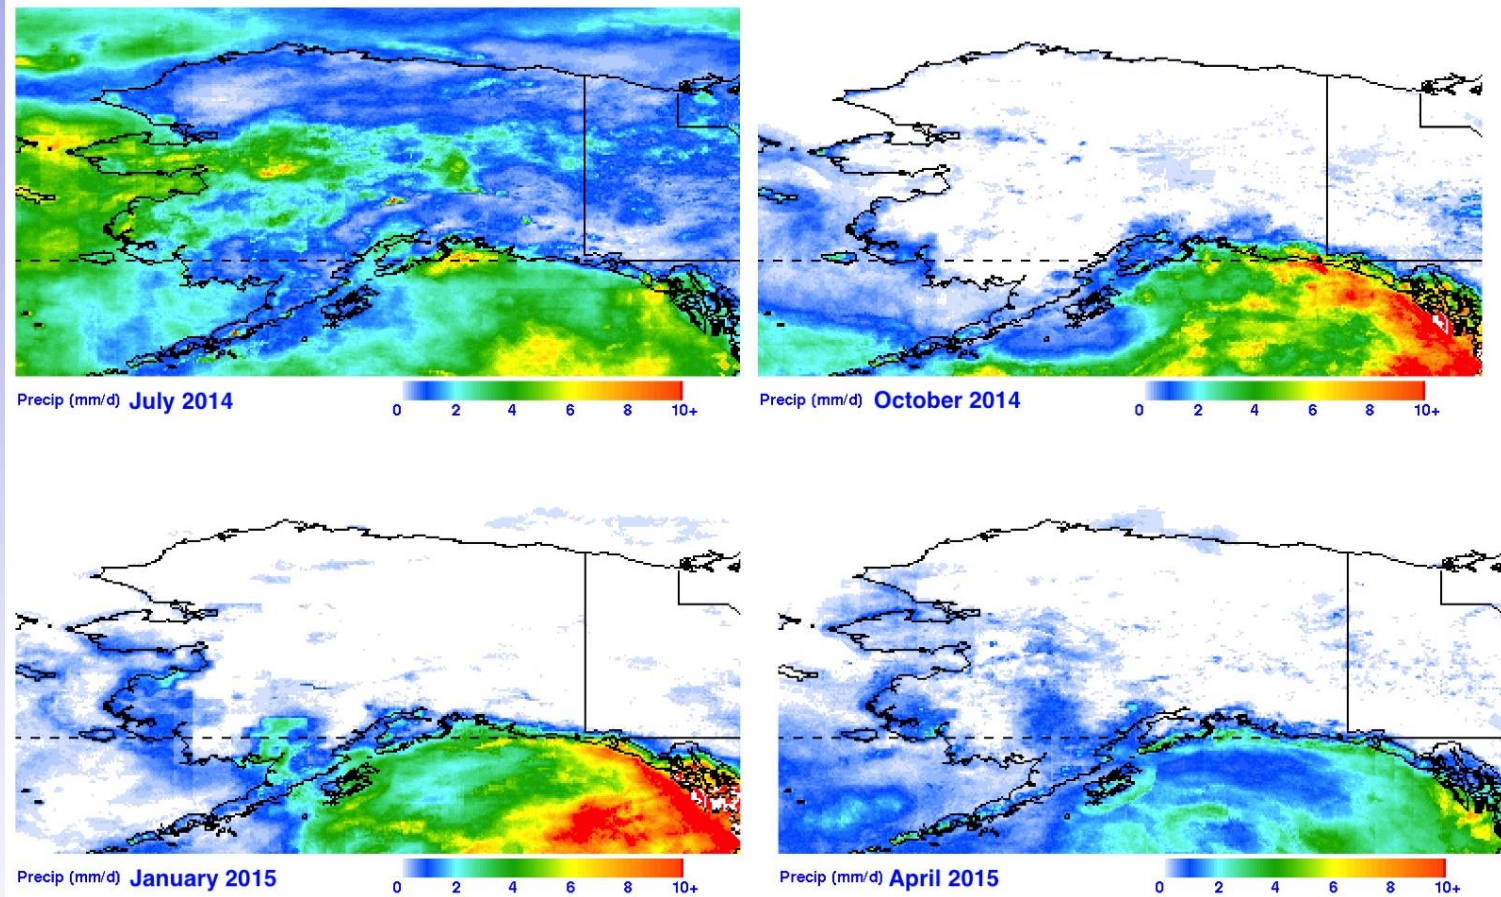 Precip (mm/d) July 2014
0 2 4 6 8 10+
Precip (mm/d) October 2014
0 2 4 6 8 10+
Precip (mm/d) January 2015
0 2 4 6 8 10+
Precip (mm/d) April 2015
0 2 4 6 8 10+